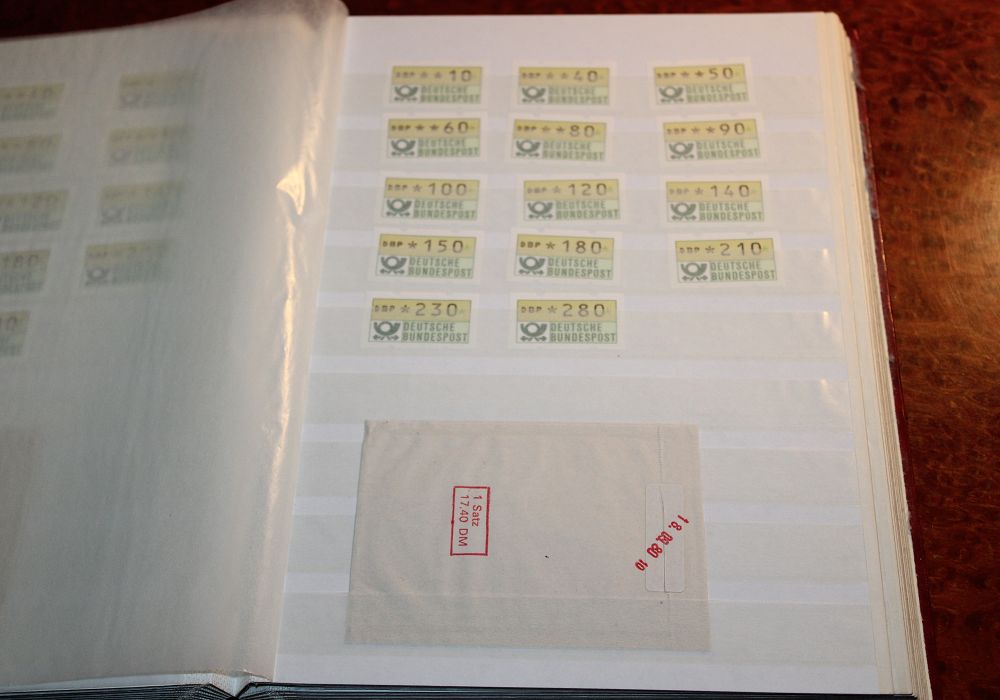 DBP **10
DEUTSCHE
BUNDESPOST
DBP **40
DEUTSCHE
BUNDESPOST
DBP **50
DEUTSCHE
BUNDESPOST
DBP **60
DEUTSCHE
BUNDESPOST
DBP **80
DEUTSCHE
BUNDESPOST
DBP **90
DEUTSCHE
BUNDESPOST
DBP *100
DEUTSCHE
BUNDESPOST
DBP *120
DEUTSCHE
BUNDESPOST
DBP *140
DEUTSCHE
BUNDESPOST
DBP *150
DEUTSCHE
BUNDESPOST
DBP *180
DEUTSCHE
BUNDESPOST
DBP *210
DEUTSCHE
BUNDESPOST
DBP *230
DEUTSCHE
BUNDESPOST
DBP *280
DEUTSCHE
BUNDESPOST
1 Satz
17,40 DM